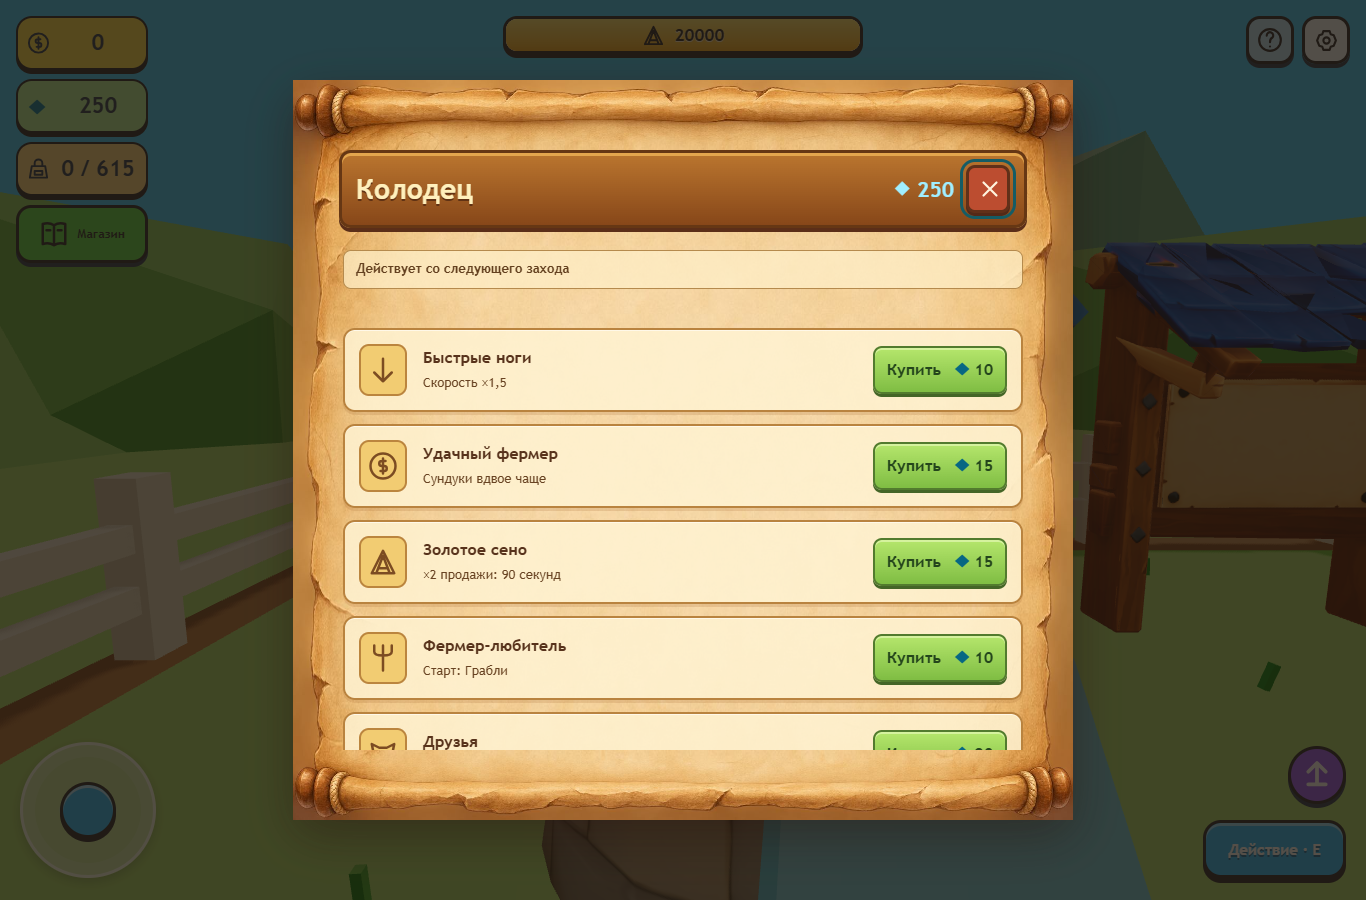 0
20000
250
0 / 615
Магазин
Колодец
250
Действует со следующего захода
Быстрые ноги
Скорость ×1,5
Купить 10
Удачный фермер
Сундуки вдвое чаще
Купить 15
Золотое сено
×2 продажи: 90 секунд
Купить 15
Фермер-любитель
Старт: Грабли
Купить 10
Друзья
Действие · E